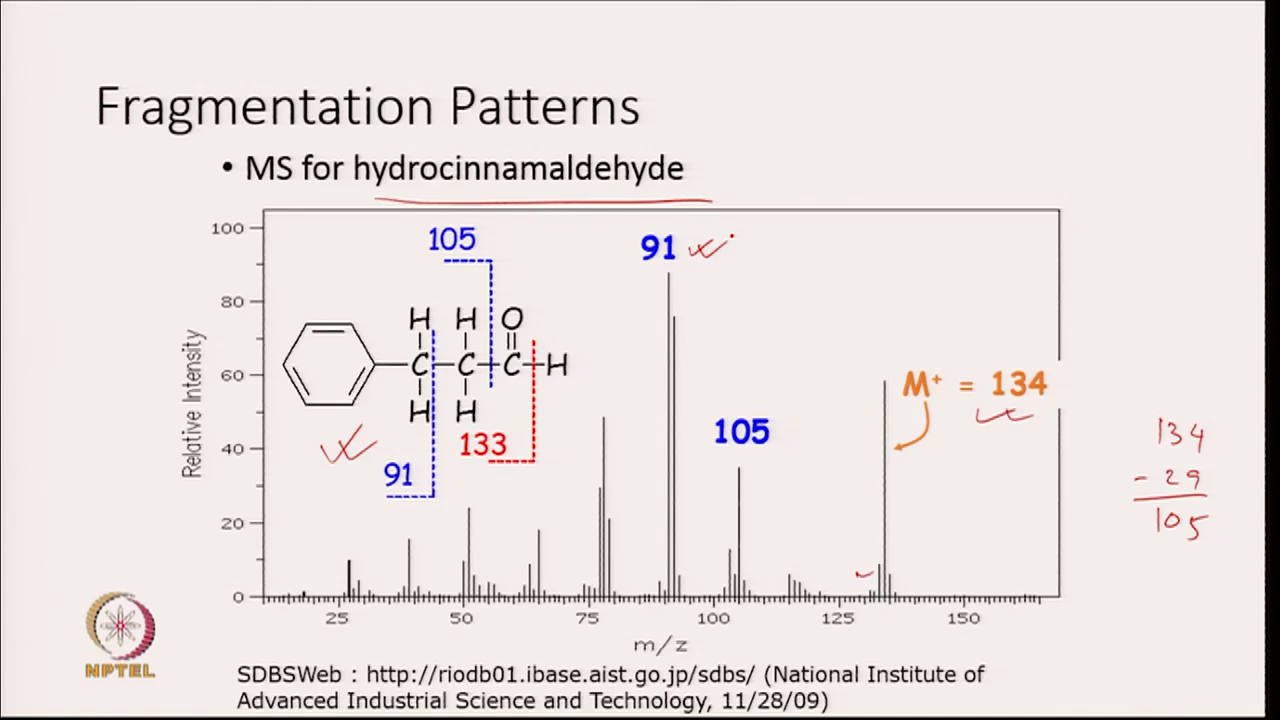 Fragmentation Patterns
• MS for hydrocinnamaldehyde
100
80
60
40
20
0
Relative Intensity
25 50 75 100 125 150
m/z
105
91
H H O
C C C H
H H
133
91
105
M+ = 134
134
- 29
105
NPTEL
SDBSWeb : http://riodb01.ibase.aist.go.jp/sdbs/ (National Institute of
Advanced Industrial Science and Technology, 11/28/09)